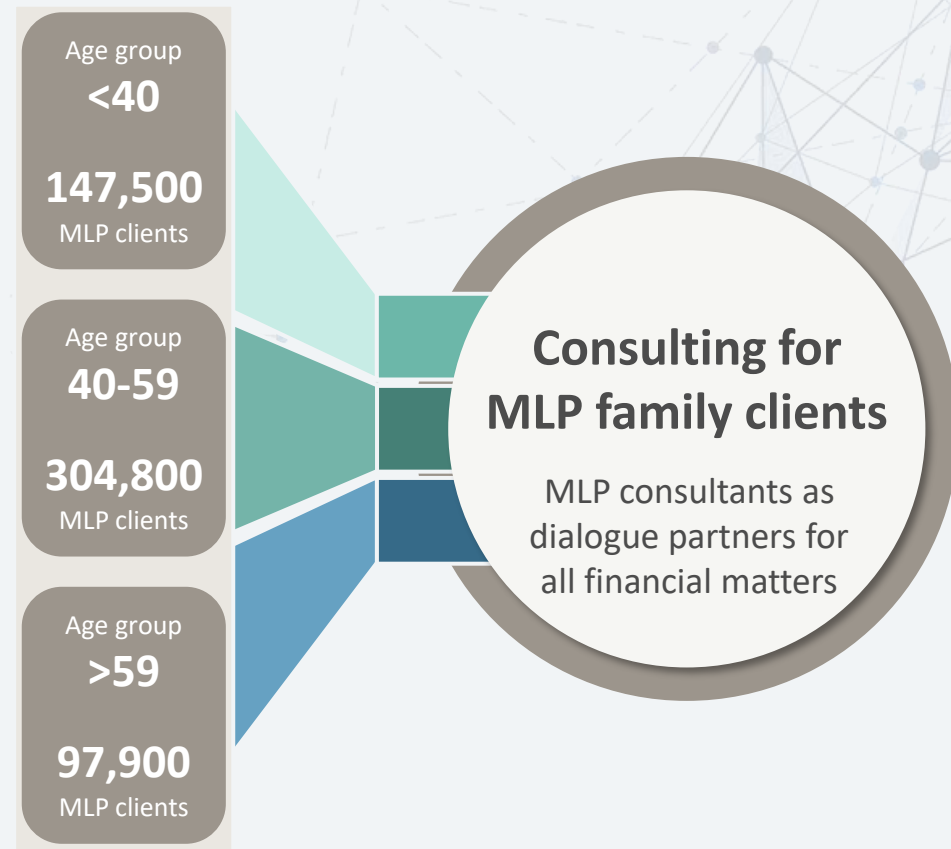 Age group
<40
147,500
MLP clients
Age group
40-59
304,800
MLP clients
Age group
>59
97,900
MLP clients
Consulting for
MLP family clients
MLP consultants as
dialogue partners for
all financial matters